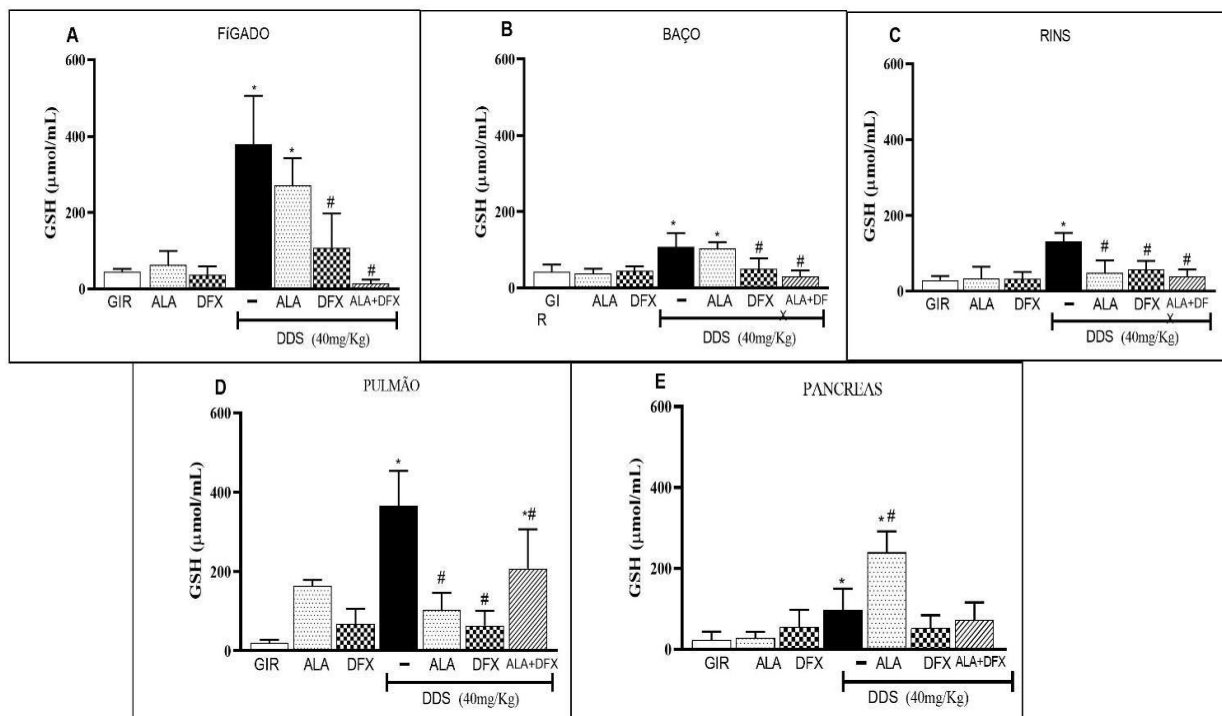 A
FíGADO
GSH (µmol/mL)
600
400
200
0
*
*
#
#
GIR ALA DFX – ALA DFX ALA+DFX
DDS (40mg/Kg)
B
BAÇO
GSH (µmol/mL)
600
400
200
0
*
*
#
#
GI ALA DFX – ALA DFX ALA+DF
R X
DDS (40mg/Kg)
C
RINS
GSH (µmol/mL)
600
400
200
0
*
#
#
#
GIR ALA DFX – ALA DFX ALA+DF
X
DDS (40mg/Kg)
D
PULMÃO
GSH (µmol/mL)
600
400
200
0
*
#
#
*#
GIR ALA DFX – ALA DFX ALA+DFX
DDS (40mg/Kg)
E
PANCREAS
GSH (µmol/mL)
600
400
200
0
*
*#
GIR ALA DFX – ALA DFX ALA+DFX
DDS (40mg/Kg)